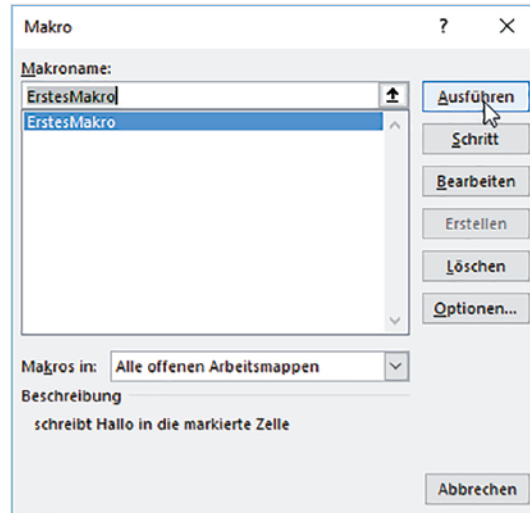 Makro ?
Makroname:
ErstesMakro
ErstesMakro
Ausführen
Schritt
Bearbeiten
Erstellen
Löschen
Optionen...
Makros in: Alle offenen Arbeitsmappen
Beschreibung
schreibt Hallo in die markierte Zelle
Abbrechen